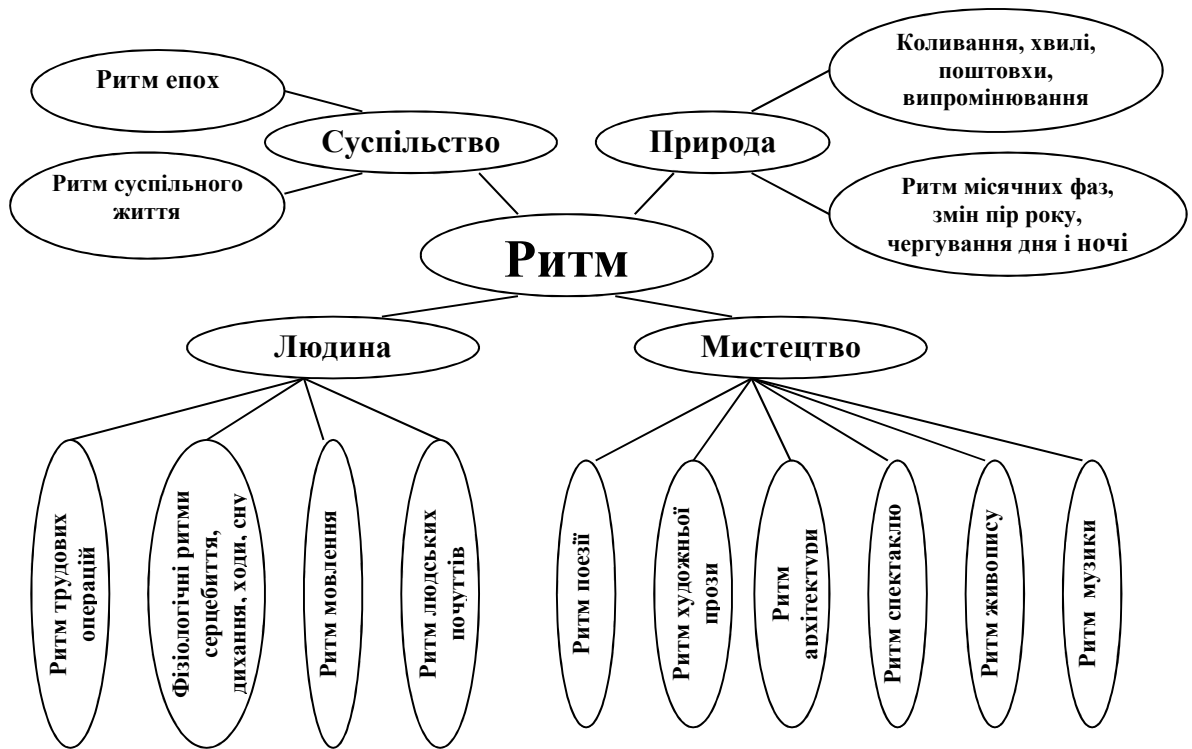 Ритм епох
Коливання, хвилі,
поштовхи,
випромінювання
Суспільство
Природа
Ритм суспільного
життя
Ритм місячних фаз,
змін пір року,
чергування дня і ночі
Ритм
Людина
Мистецтво
Ритм трудових
операцій
Фізіологічні ритми
серцебиття,
дихання, ходи, сну
Ритм мовлення
Ритм людських
почуттів
Ритм поезії
Ритм художньої
прози
Ритм
архітектури
Ритм спектаклю
Ритм живопису
Ритм музики